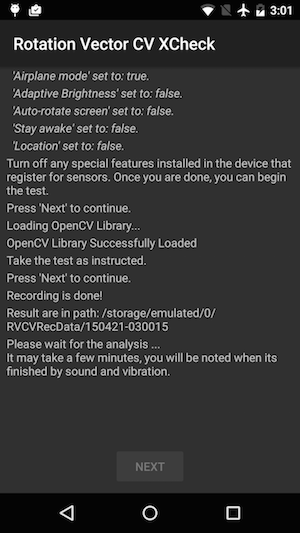 3:01
Rotation Vector CV XCheck
'Airplane mode' set to: true.
'Adaptive Brightness' set to: false.
'Auto-rotate screen' set to: false.
'Stay awake' set to: false.
'Location' set to: false.
Turn off any special features installed in the device that
register for sensors. Once you are done, you can begin
the test.
Press 'Next' to continue.
Loading OpenCV Library...
OpenCV Library Successfully Loaded
Take the test as instructed.
Press 'Next' to continue.
Recording is done!
Result are in path: /storage/emulated/0/
RVCVRecData/150421-030015
Please wait for the analysis ...
It may take a few minutes, you will be noted when its
finished by sound and vibration.
NEXT